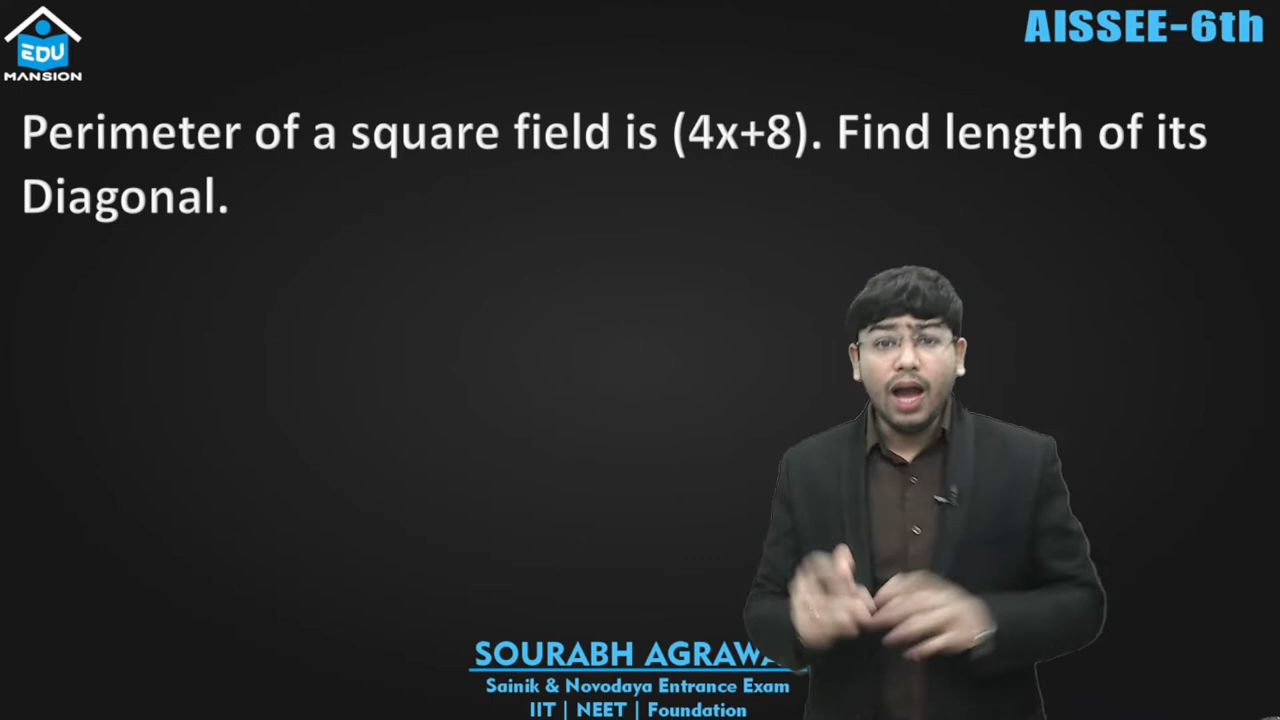 EDU
MANSION
AISSEE-6th
Perimeter of a square field is (4x+8). Find length of its
Diagonal.
SOURABH
Sainik & Novodaya Entrance Exam
IIT | NEET | Foundation